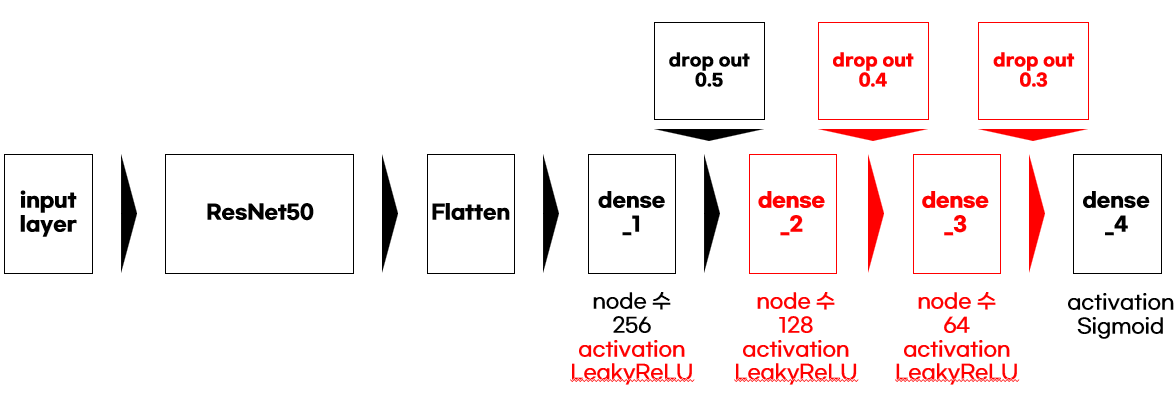 drop out
0.5
drop out
0.4
drop out
0.3
input
layer
ResNet50
Flatten
dense
_1
dense
_2
dense
_3
dense
_4
node 수
256
activation
LeakyReLU
node 수
128
activation
LeakyReLU
node 수
64
activation
LeakyReLU
activation
Sigmoid